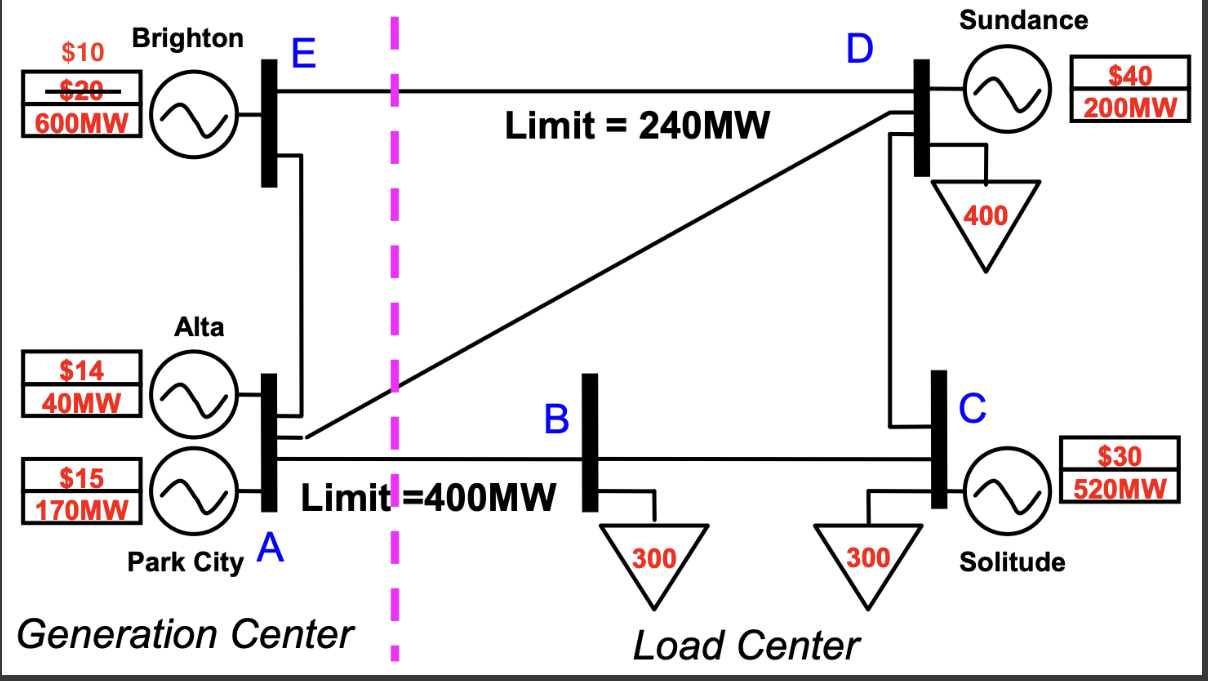 Brighton
$10
$20
600MW
E
D
Sundance
$40
200MW
Limit = 240MW
400
Alta
$14
40MW
B
C
$15
170MW
Limit =400MW
$30
520MW
Park City
A
300
300
Solitude
Generation Center
Load Center